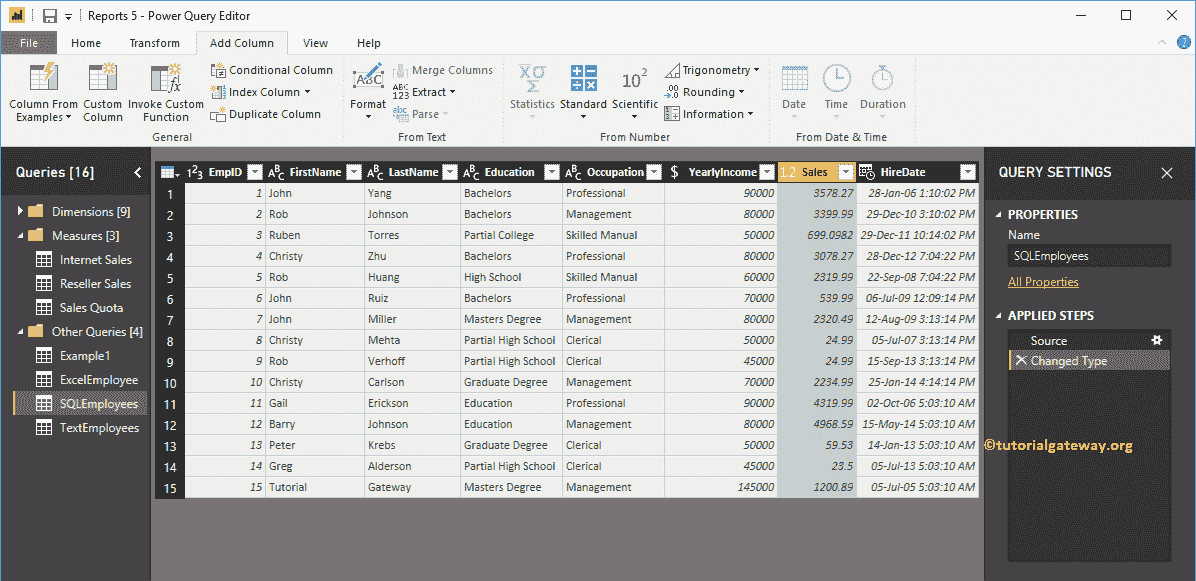 Reports 5 - Power Query Editor
File Home Transform Add Column View Help
Column From Examples
Custom Column
Invoke Custom Function
Conditional Column
Index Column
Duplicate Column
General
Format
Merge Columns
Extract
Parse
From Text
Statistics
Standard
Scientific
Trigonometry
Rounding
Information
From Number
Date
Time
Duration
From Date & Time
Queries [16]
Dimensions [9]
Measures [3]
Internet Sales
Reseller Sales
Sales Quota
Other Queries [4]
Example1
ExcelEmployee
SQLEmployees
TextEmployees
EmpID FirstName LastName Education Occupation $ YearlyIncome 1.2 Sales HireDate
1 1 John Yang Bachelors Professional 90000 3578.27 28-Jan-06 1:10:02 PM
2 2 Rob Johnson Bachelors Management 80000 3399.99 29-Dec-10 3:10:02 PM
3 3 Ruben Torres Partial College Skilled Manual 50000 699.0982 29-Dec-11 10:14:02 PM
4 4 Christy Zhu Bachelors Professional 80000 3078.27 28-Dec-12 7:04:22 PM
5 5 Rob Huang High School Skilled Manual 60000 2319.99 22-Sep-08 7:04:22 PM
6 6 John Ruiz Bachelors Professional 70000 539.99 06-Jul-09 12:09:14 PM
7 7 John Miller Masters Degree Management 80000 2320.49 12-Aug-09 3:13:14 PM
8 8 Christy Mehta Partial High School Clerical 50000 24.99 05-Jul-07 3:13:14 PM
9 9 Rob Verhoff Partial High School Clerical 45000 24.99 15-Sep-13 3:13:14 PM
10 10 Christy Carlson Graduate Degree Management 70000 2234.99 25-Jan-14 4:14:14 PM
11 11 Gail Erickson Education Professional 90000 4319.99 02-Oct-06 5:03:10 AM
12 12 Barry Johnson Education Management 80000 4968.59 15-May-14 5:03:10 AM
13 13 Peter Krebs Graduate Degree Clerical 50000 59.53 14-Jan-13 5:03:10 AM
14 14 Greg Alderson Partial High School Clerical 45000 23.5 05-Jul-13 5:03:10 AM
15 15 Tutorial Gateway Masters Degree Management 145000 1200.89 05-Jul-05 5:03:10 AM
QUERY SETTINGS
PROPERTIES
Name
SQLEmployees
All Properties
APPLIED STEPS
Source
Changed Type
©tutorialgateway.org